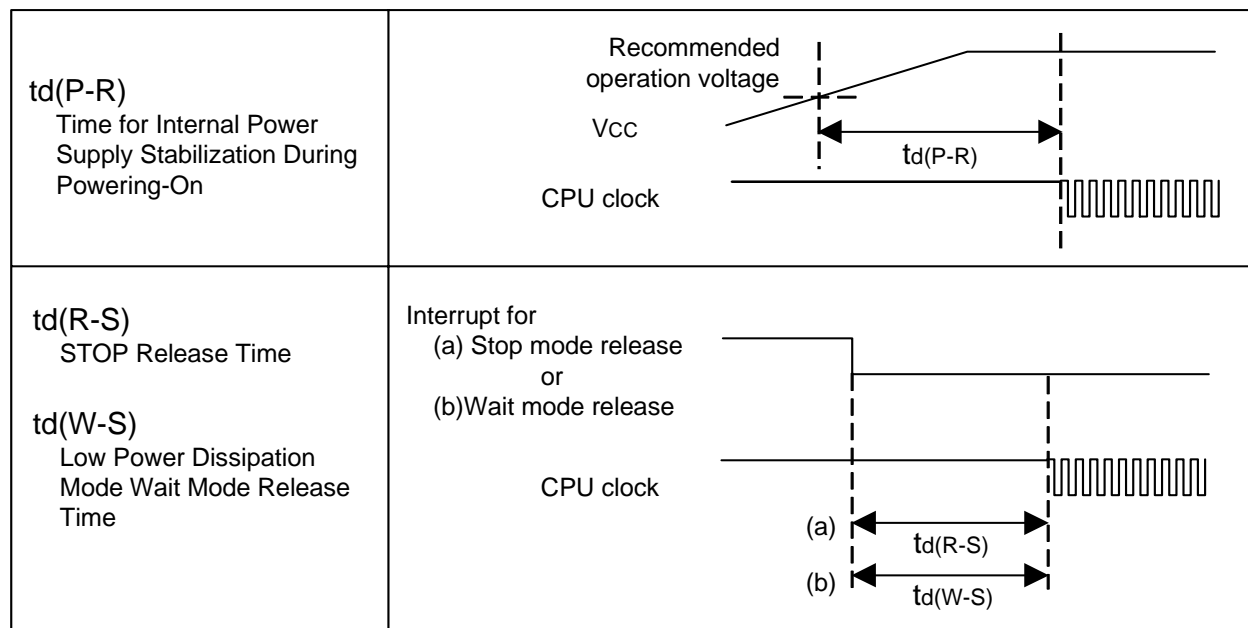 td(P-R)
Time for Internal Power
Supply Stabilization During
Powering-On
Recommended
operation voltage
VCC
td(P-R)
CPU clock
td(R-S)
STOP Release Time
td(W-S)
Low Power Dissipation
Mode Wait Mode Release
Time
Interrupt for
(a) Stop mode release
or
(b)Wait mode release
CPU clock
(a)
td(R-S)
(b)
td(W-S)